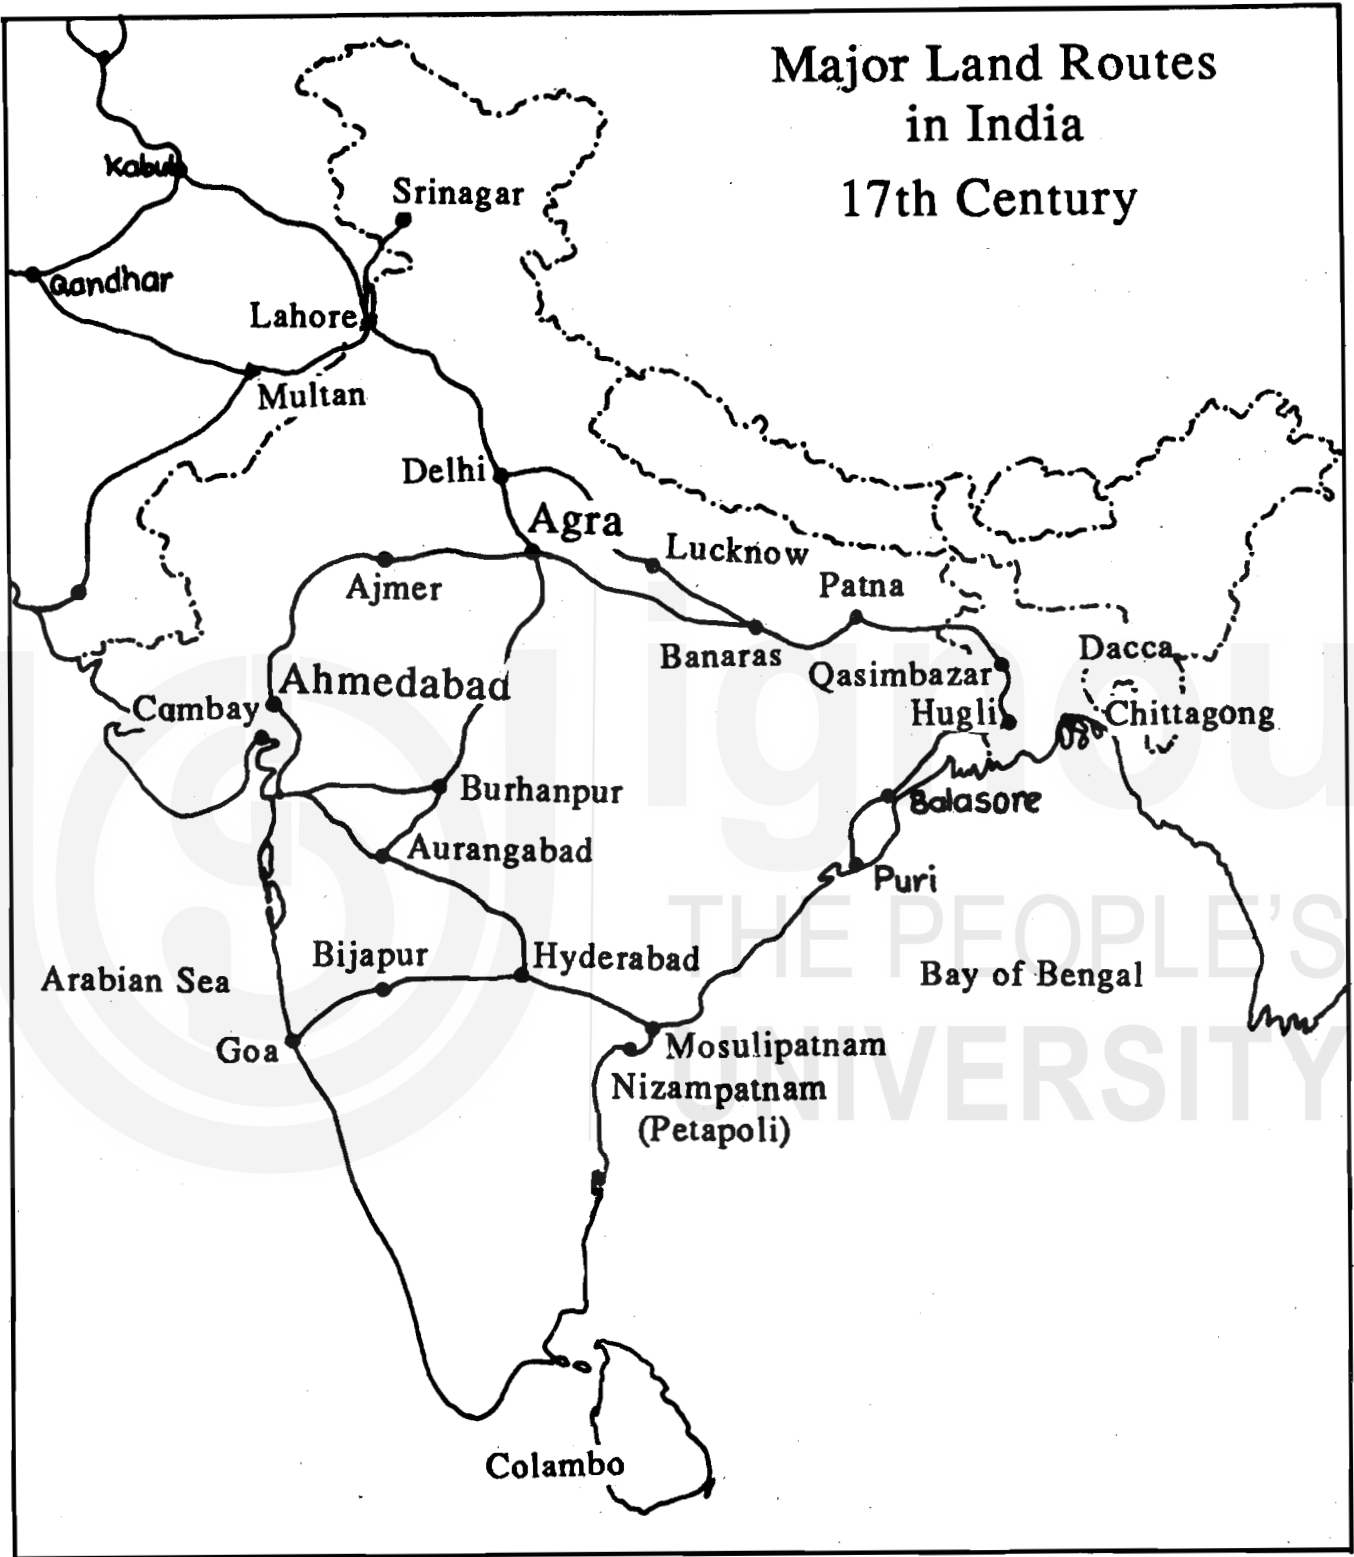 Major Land Routes
in India
17th Century
Kabul
Srinagar
Qandhar
Lahore
Multan
Delhi
Agra
Lucknow
Ajmer
Patna
Banaras
Dacca
Qasimbazar
Ahmedabad
Cambay
Hugli
Chittagong
Burhanpur
Balasore
Aurangabad
Puri
Bijapur
Hyderabad
Arabian Sea
Bay of Bengal
Goa
Mosulipatnam
Nizampatnam
(Petapoli)
Colambo
ignou
THE PEOPLE'S
UNIVERSITY